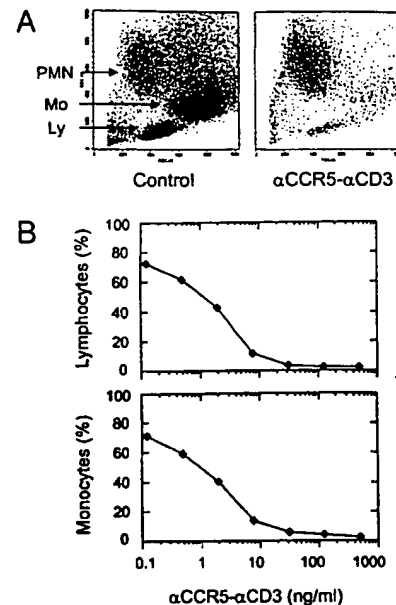 A
PMN
Mo
Ly
Control
αCCR5-αCD3
B
Lymphocytes (%)
100
80
60
40
20
0
Monocytes (%)
100
80
60
40
20
0
0.1
1
10
100
1000
αCCR5-αCD3 (ng/ml)